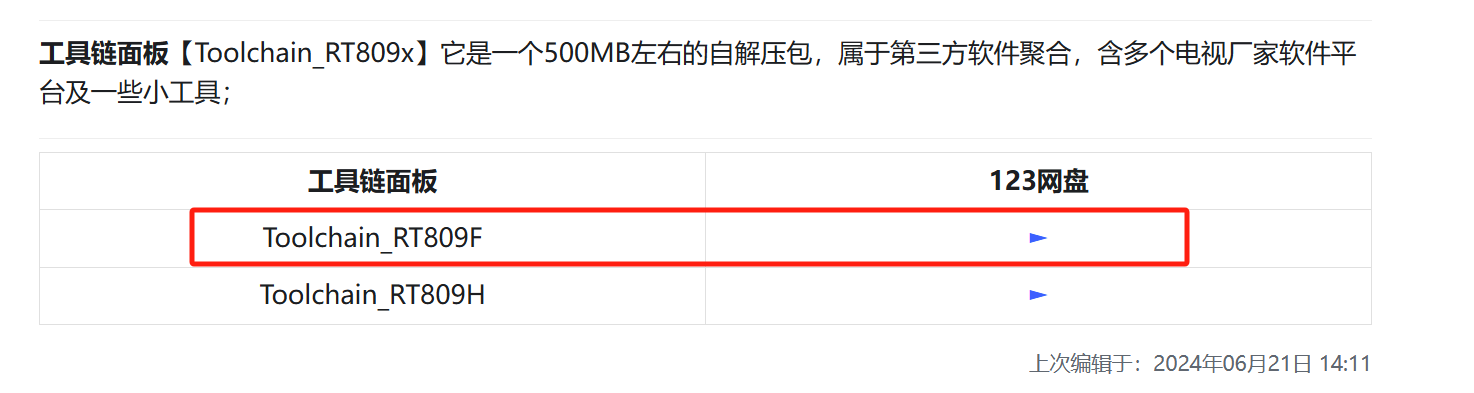 工具链面板【Toolchain_RT809x】它是一个500MB左右的自解压包，属于第三方软件聚合，含多个电视厂家软件平
台及一些小工具；
工具链面板 123网盘
Toolchain_RT809F ►
Toolchain_RT809H ►
上次编辑于：2024年06月21日 14:11